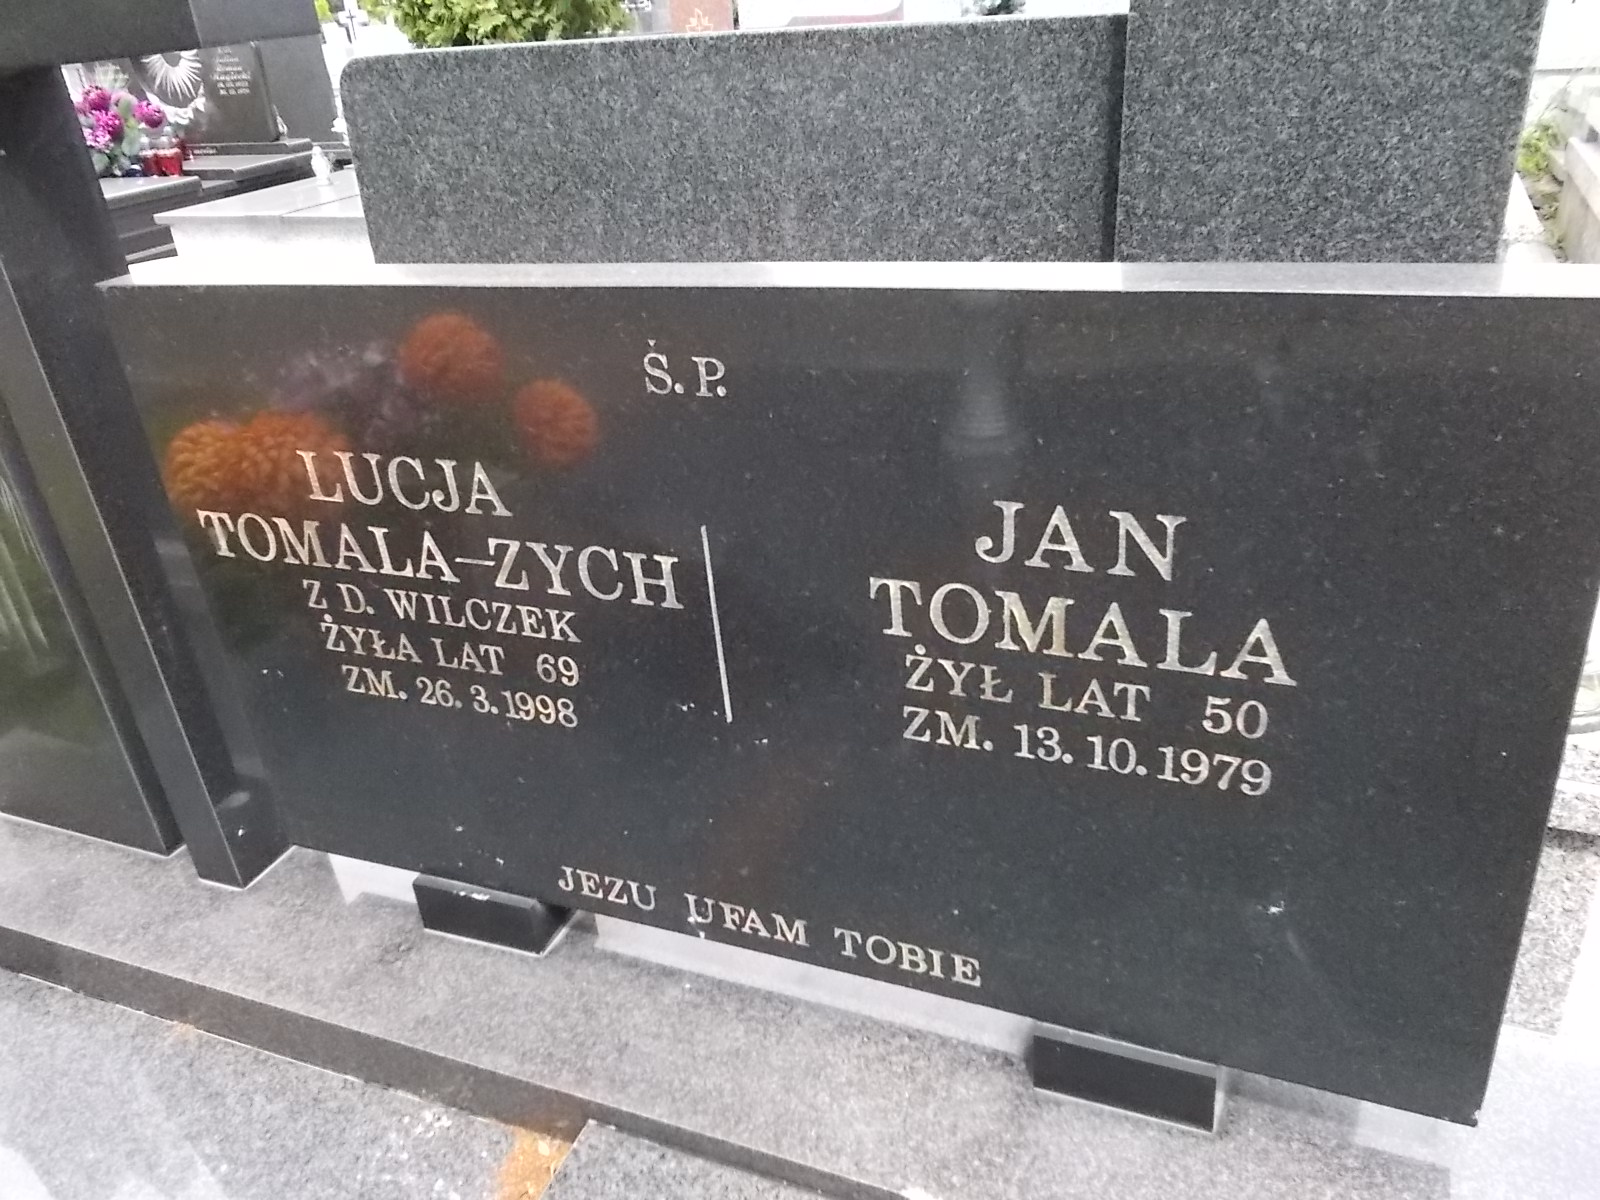 Ś. P.
LUCJA
TOMALA–ZYCH
Z D. WILCZEK
ŻYŁA LAT 69
ZM. 26. 3. 1998
JAN
TOMALA
ŻYŁ LAT 50
ZM. 13. 10. 1979
JEZU UFAM TOBIE